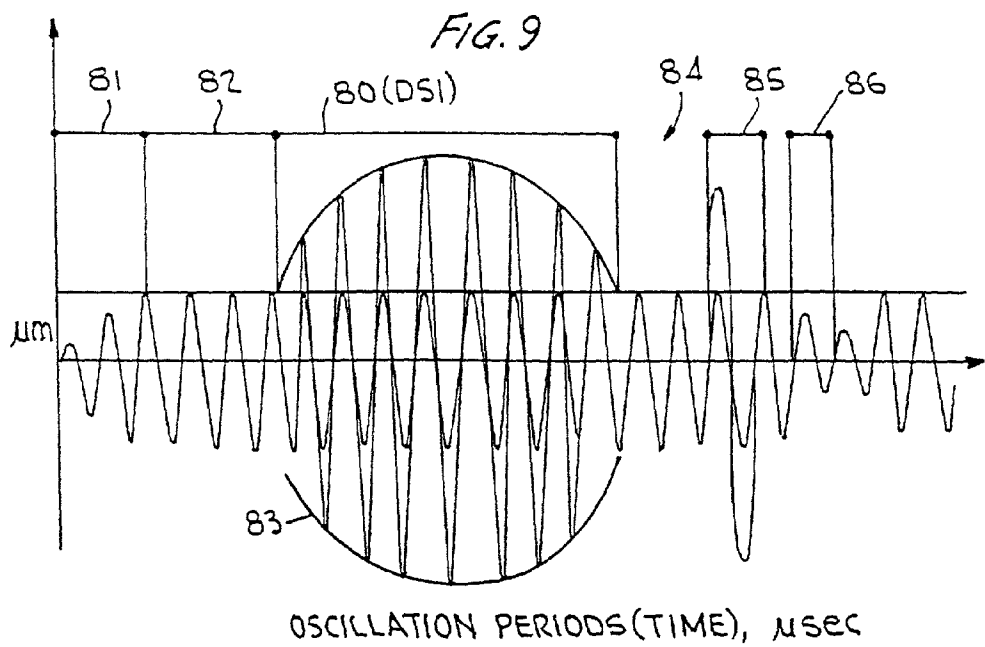 FIG. 9
81
82
80(DSI)
84
85
86
μm
83
OSCILLATION PERIODS(TIME), μsec